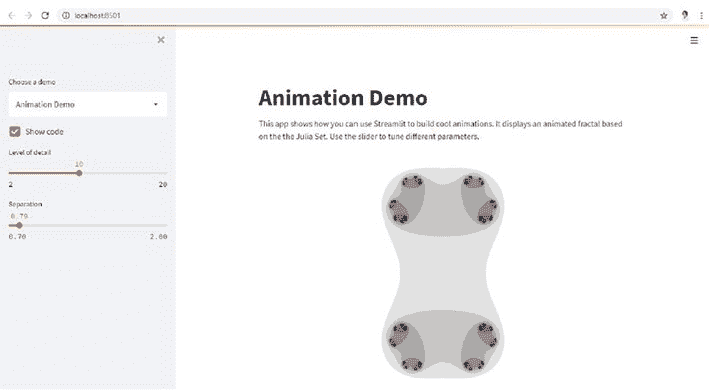 localhost:8501
Choose a demo
Animation Demo
Show code
Level of detail
10
2 20
Separation
0.79
0.70 2.00
Animation Demo
This app shows how you can use Streamlit to build cool animations. It displays an animated fractal based
on the the Julia Set. Use the slider to tune different parameters.